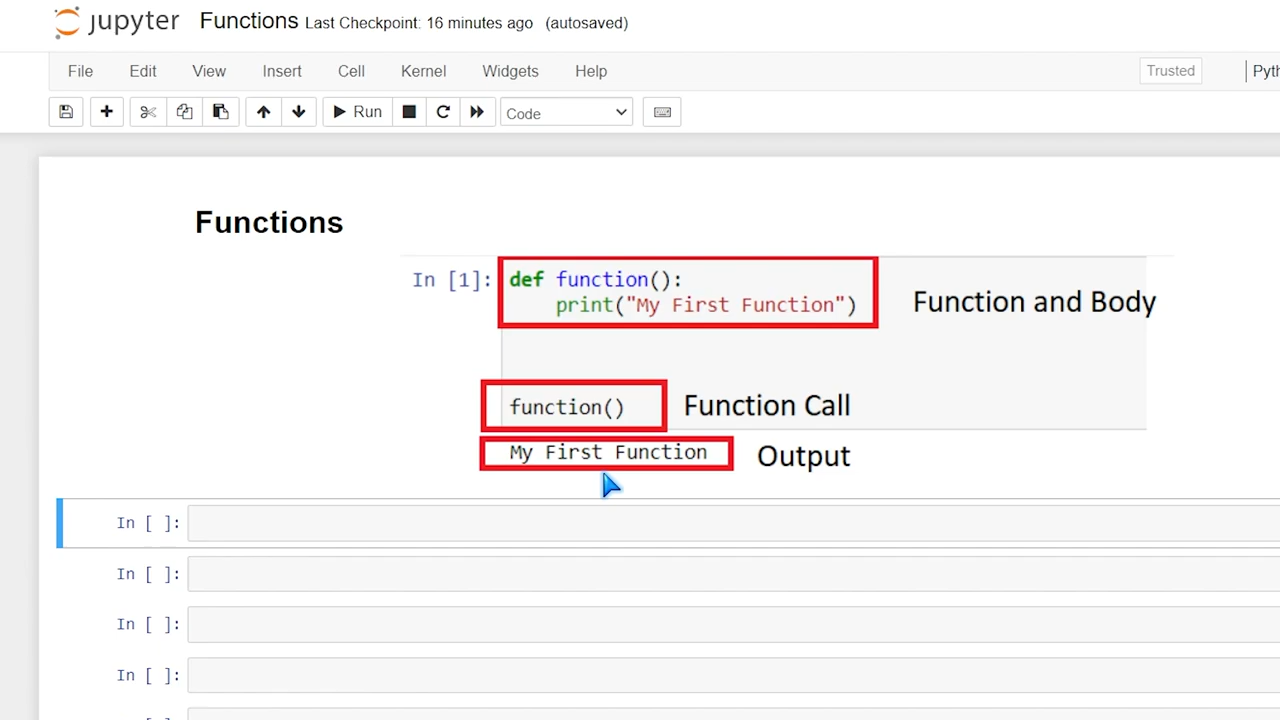 jupyter Functions Last Checkpoint: 16 minutes ago (autosaved)
File Edit View Insert Cell Kernel Widgets Help Trusted Pyth
Run Code
Functions
In [1]: def function():
print("My First Function")
Function and Body
function() Function Call
My First Function Output
In [ ]:
In [ ]:
In [ ]:
In [ ]: